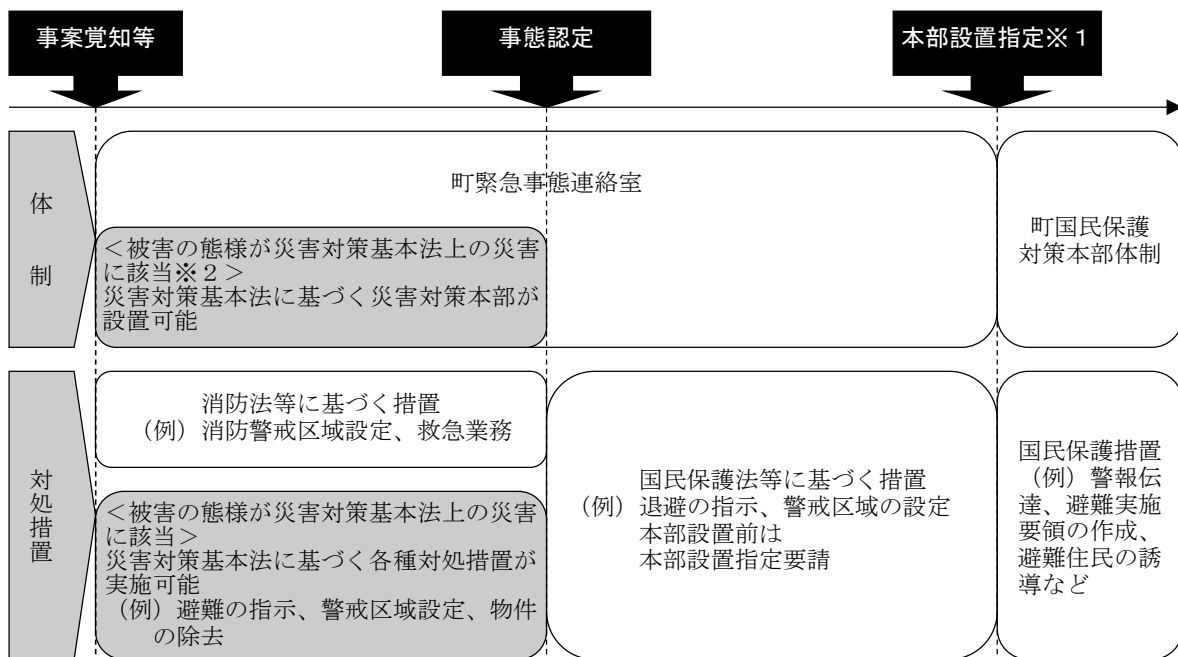 事案覚知等
事態認定
本部設置指定※１
体
制
町緊急事態連絡室
＜被害の態様が災害対策基本法上の災害
に該当※２＞
災害対策基本法に基づく災害対策本部が
設置可能
町国民保護
対策本部体制
対
処
措
置
消防法等に基づく措置
（例）消防警戒区域設定、救急業務
＜被害の態様が災害対策基本法上の災害
に該当＞
災害対策基本法に基づく各種対処措置が
実施可能
（例）避難の指示、警戒区域設定、物件
の除去
国民保護法等に基づく措置
（例）退避の指示、警戒区域の設定
本部設置前は
本部設置指定要請
国民保護措置
（例）警報伝
達、避難実施
要領の作成、
避難住民の誘
導など